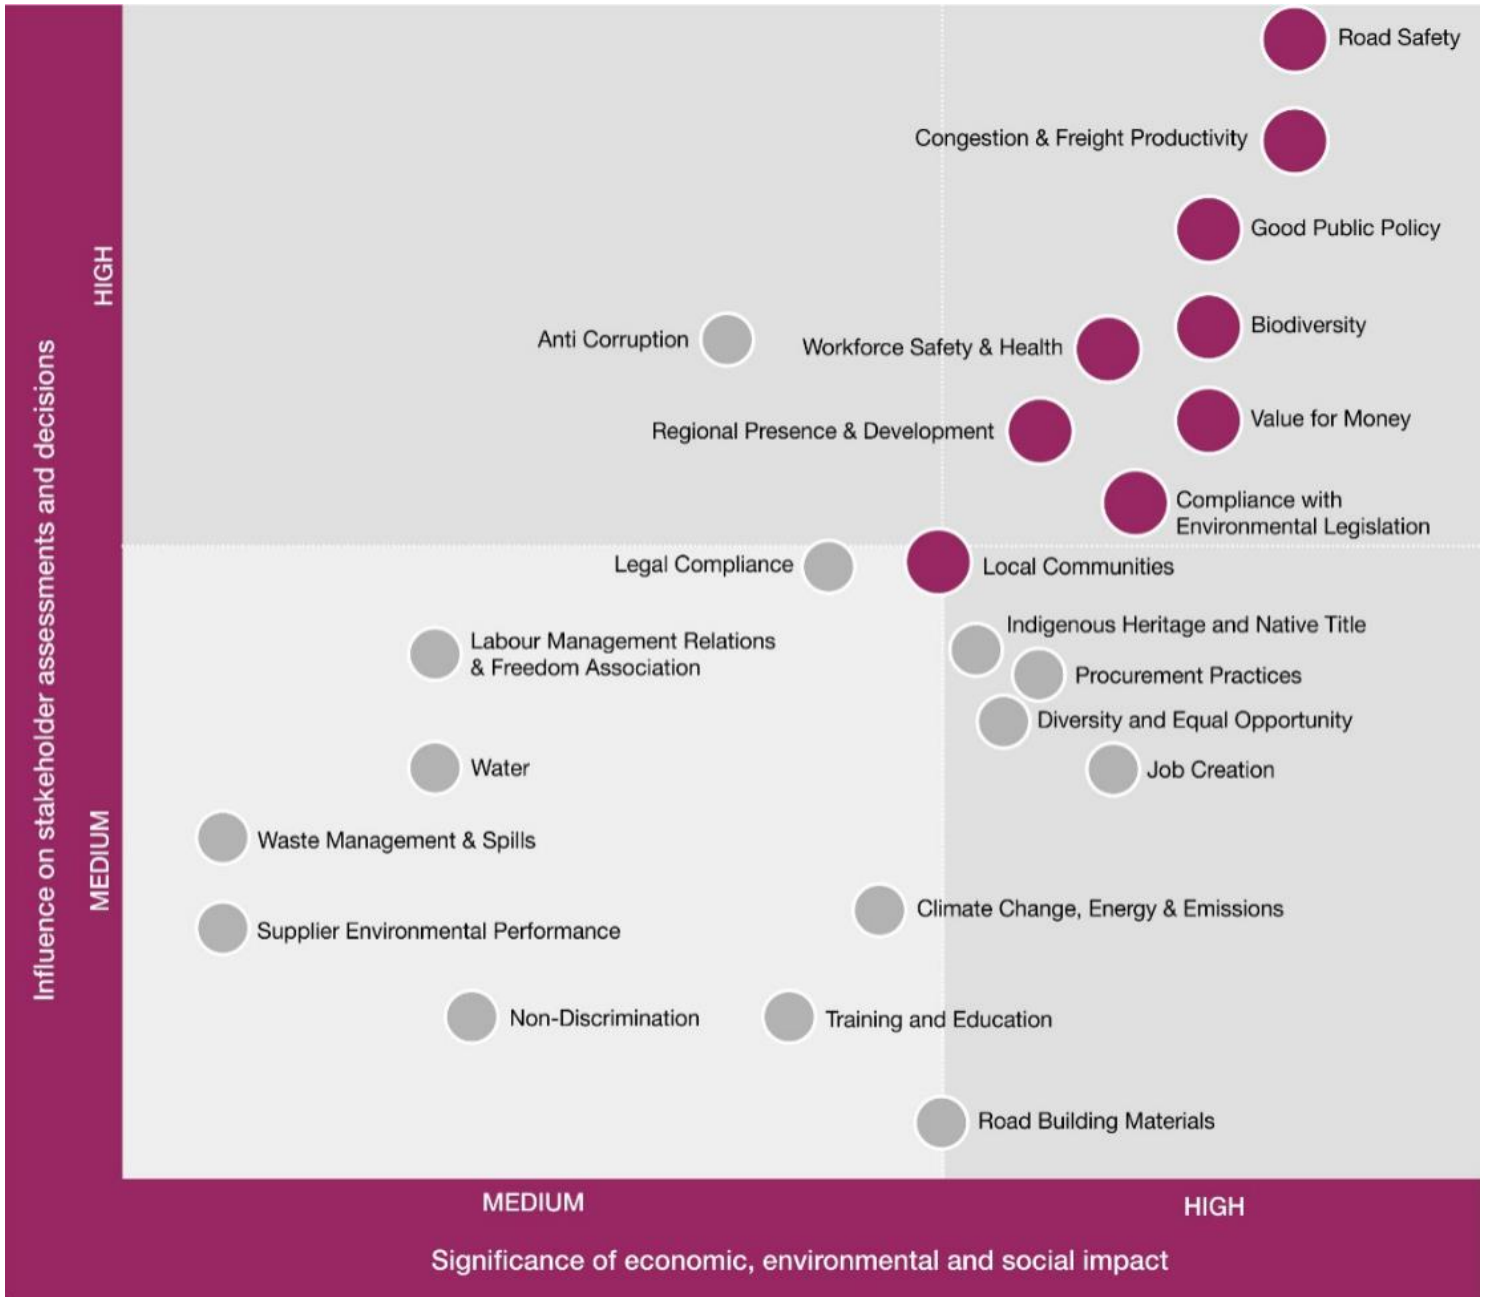 Road Safety
Congestion & Freight Productivity
Good Public Policy
HIGH
Biodiversity
Anti Corruption
Workforce Safety & Health
Value for Money
Regional Presence & Development
Compliance with
Environmental Legislation
Legal Compliance
Local Communities
Indigenous Heritage and Native Title
Labour Management Relations
& Freedom Association
Procurement Practices
Diversity and Equal Opportunity
Water
Job Creation
Influence on stakeholder assessments and decisions
MEDIUM
Waste Management & Spills
Climate Change, Energy & Emissions
Supplier Environmental Performance
Non-Discrimination
Training and Education
Road Building Materials
MEDIUM
HIGH
Significance of economic, environmental and social impact